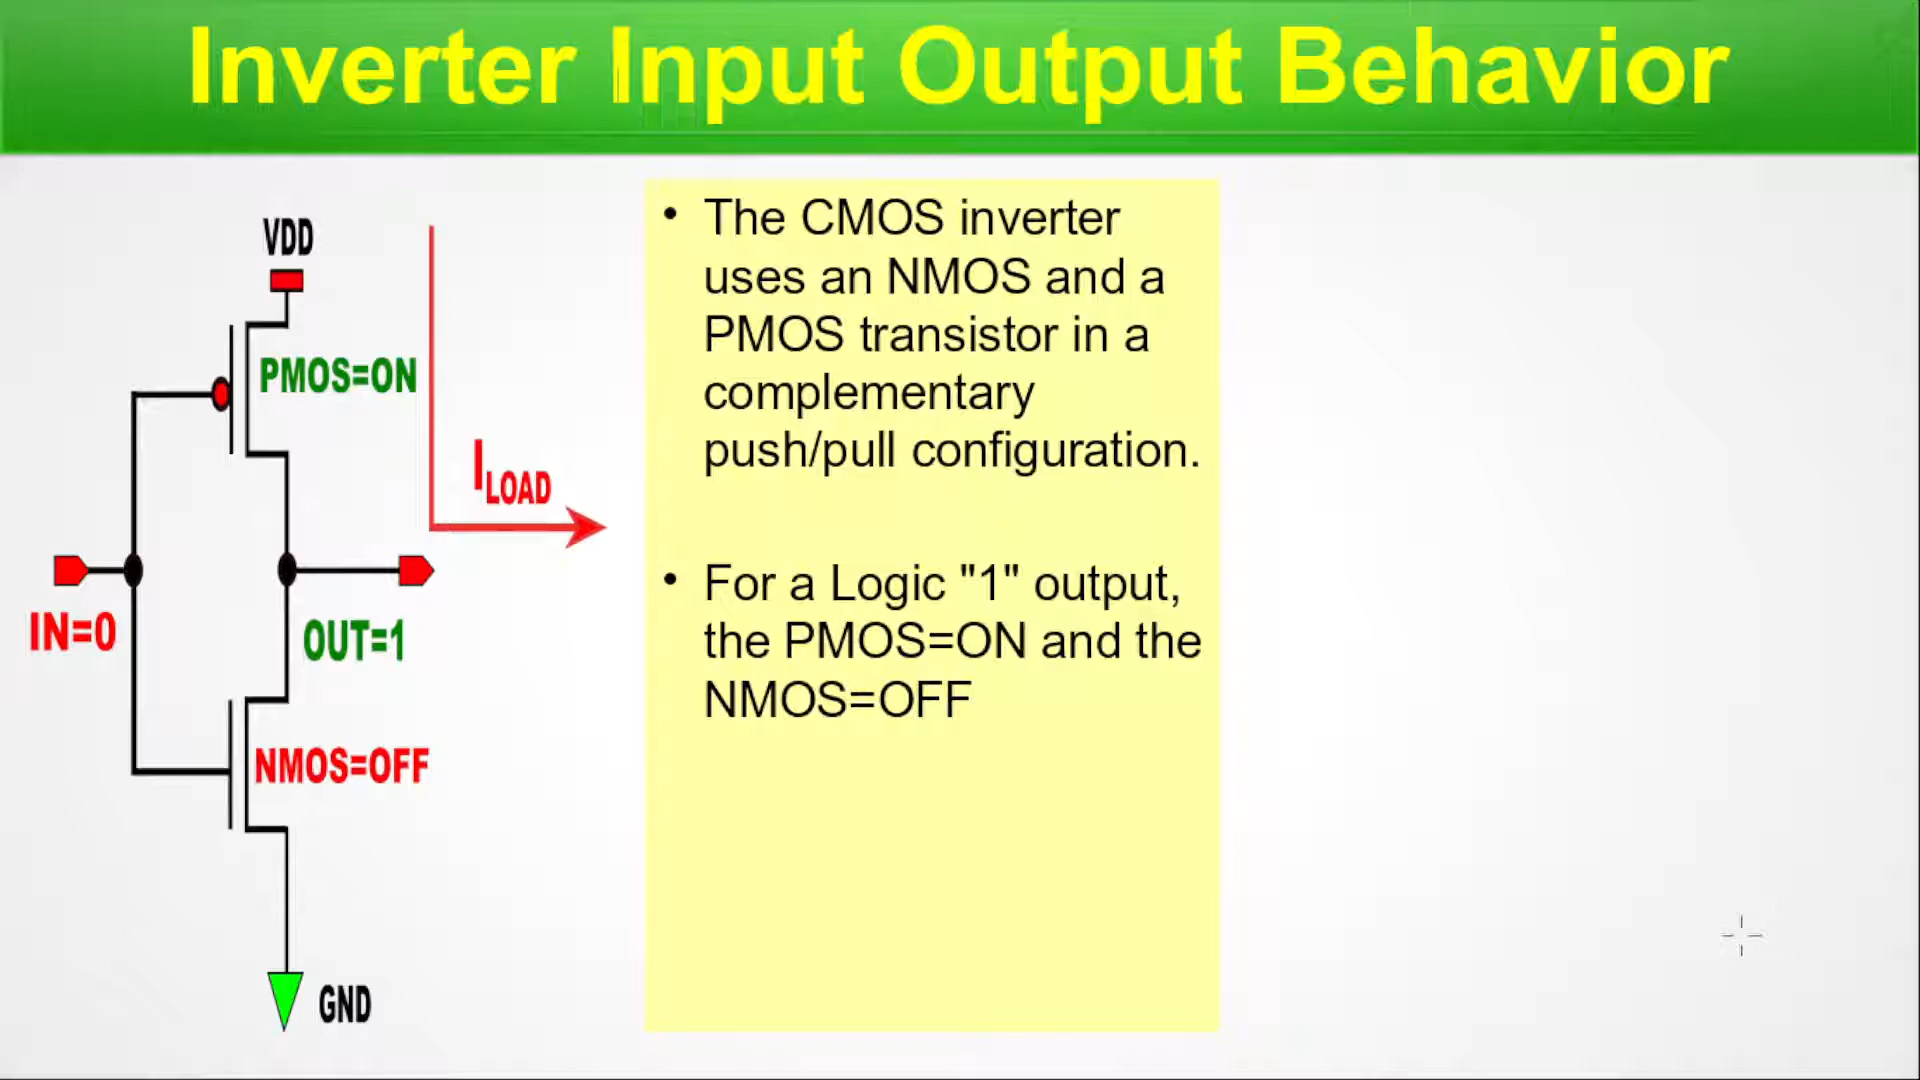 Inverter Input Output Behavior
VDD
PMOS=ON
I LOAD
IN=0
OUT=1
NMOS=OFF
GND
• The CMOS inverter
uses an NMOS and a
PMOS transistor in a
complementary
push/pull configuration.
• For a Logic "1" output,
the PMOS=ON and the
NMOS=OFF